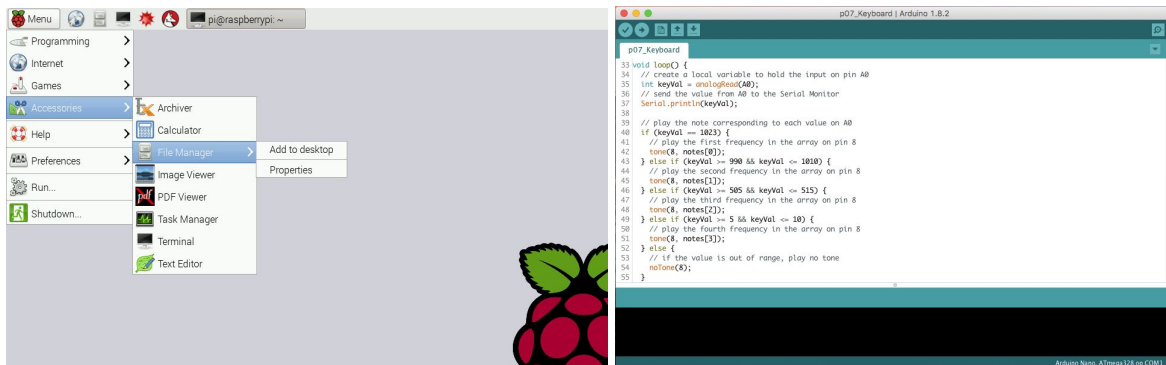 Menu
pi@raspberrypi: ~
Programming
Internet
Games
Accessories
Help
Preferences
Run...
Shutdown...
Archiver
Calculator
File Manager
Image Viewer
PDF Viewer
Task Manager
Terminal
Text Editor
Add to desktop
Properties
pdf
p07_Keyboard | Arduino 1.8.2
p07_Keyboard
33 void loop() {
34 // create a local variable to hold the input on pin A0
35 int keyVal = analogRead(A0);
36 // send the value from A0 to the Serial Monitor
37 Serial.println(keyVal);
38
39 // play the note corresponding to each value on A0
40 if (keyVal == 1023) {
41 // play the first frequency in the array on pin 8
42 tone(8, notes[0]);
43 } else if (keyVal >= 990 && keyVal <= 1010) {
44 // play the second frequency in the array on pin 8
45 tone(8, notes[1]);
46 } else if (keyVal >= 505 && keyVal <= 515) {
47 // play the third frequency in the array on pin 8
48 tone(8, notes[2]);
49 } else if (keyVal >= 5 && keyVal <= 10) {
50 // play the fourth frequency in the array on pin 8
51 tone(8, notes[3]);
52 } else {
53 // if the value is out of range, play no tone
54 noTone(8);
55 }
Arduino Nano, ATmega328 on COM1